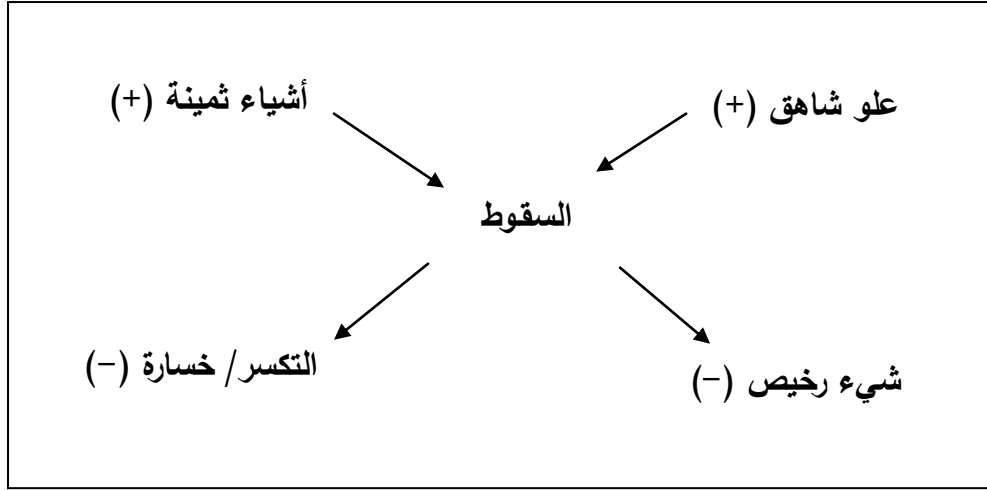 علو شاهق (+)
أشياء ثمينة (+)
السقوط
شيء رخيص (−)
التكسر/ خسارة (−)